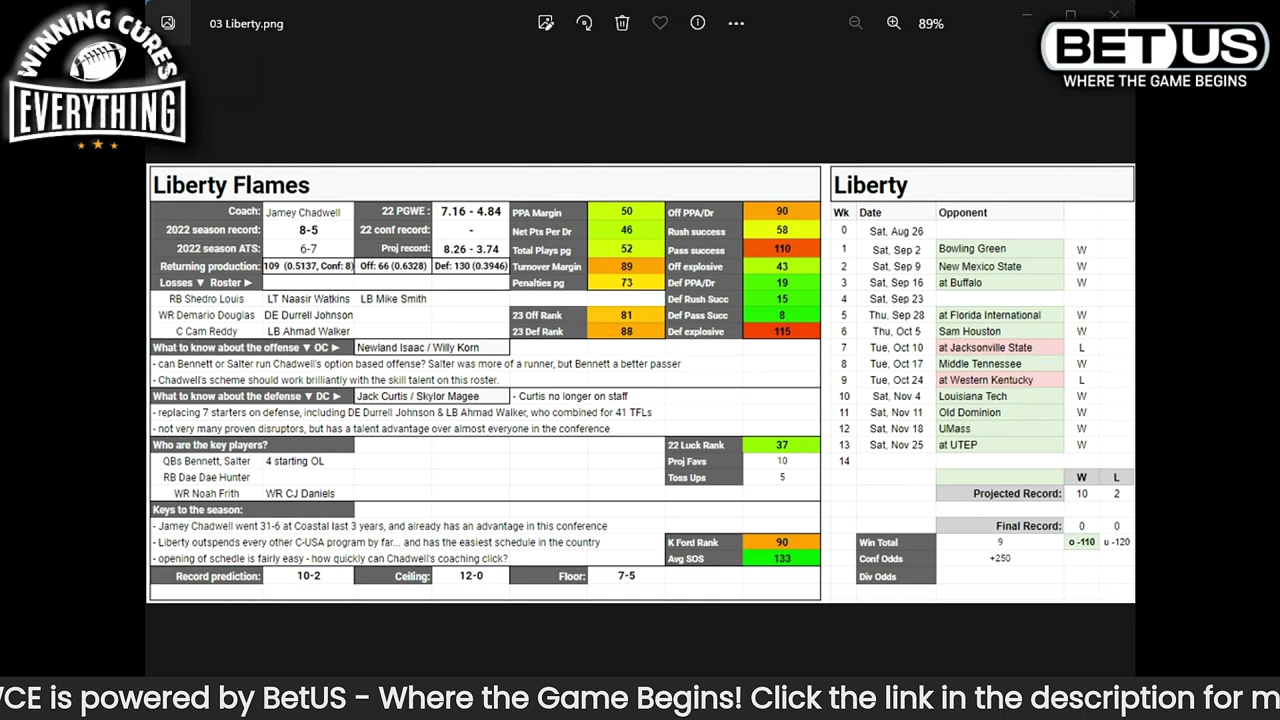 03 Liberty.png
89%
WINNING CURES
EVERYTHING
BETUS
WHERE THE GAME BEGINS
Liberty Flames
Coach: Jamey Chadwell 22 PGWE : 7.16 - 4.84 PPA Margin 50 Off PPA/Dr 90
2022 season record: 8-5 22 conf record: - Net Pts Per Dr 46 Rush success 58
2022 season ATS: 6-7 Proj record: 8.26 - 3.74 Total Plays pg 52 Pass success 110
Returning production: 109 (0.5137, Conf: 8) Off: 66 (0.6328) Def: 130 (0.3946) Turnover Margin 89 Off explosive 43
Losses ▼ Roster ► Penalties pg 73 Def PPA/Dr 19
RB Shedro Louis LT Naasir Watkins LB Mike Smith Def Rush Succ 15
WR Demario Douglas DE Durrell Johnson 23 Off Rank 81 Def Pass Succ 8
C Cam Reddy LB Ahmad Walker 23 Def Rank 88 Def explosive 115
What to know about the offense ▼ OC ► Newland Isaac / Willy Korn
- can Bennett or Salter run Chadwell's option based offense? Salter was more of a runner, but Bennett a better passer
- Chadwell's scheme should work brilliantly with the skill talent on this roster.
What to know about the defense ▼ DC ► Jack Curtis / Skylor Magee - Curtis no longer on staff
- replacing 7 starters on defense, including DE Durrell Johnson & LB Ahmad Walker, who combined for 41 TFLs
- not very many proven disruptors, but has a talent advantage over almost everyone in the conference
Who are the key players? 22 Luck Rank 37
QBs Bennett, Salter 4 starting OL Proj Favs 10
RB Dae Dae Hunter Toss Ups 5
WR Noah Frith WR CJ Daniels
Keys to the season:
- Jamey Chadwell went 31-6 at Coastal last 3 years, and already has an advantage in this conference
- Liberty outspends every other C-USA program by far... and has the easiest schedule in the country K Ford Rank 90
- opening of schedle is fairly easy - how quickly can Chadwell's coaching click? Avg SOS 133
Record prediction: 10-2 Ceiling: 12-0 Floor: 7-5
Liberty
Wk Date Opponent
0 Sat, Aug 26
1 Sat, Sep 2 Bowling Green W
2 Sat, Sep 9 New Mexico State W
3 Sat, Sep 16 at Buffalo W
4 Sat, Sep 23
5 Thu, Sep 28 at Florida International W
6 Thu, Oct 5 Sam Houston W
7 Tue, Oct 10 at Jacksonville State L
8 Tue, Oct 17 Middle Tennessee W
9 Tue, Oct 24 at Western Kentucky L
10 Sat, Nov 4 Louisiana Tech W
11 Sat, Nov 11 Old Dominion W
12 Sat, Nov 18 UMass W
13 Sat, Nov 25 at UTEP W
14
W L
Projected Record: 10 2
Final Record: 0 0
Win Total 9 o -110 u -120
Conf Odds +250
Div Odds
WCE is powered by BetUS - Where the Game Begins! Click the link in the description for m